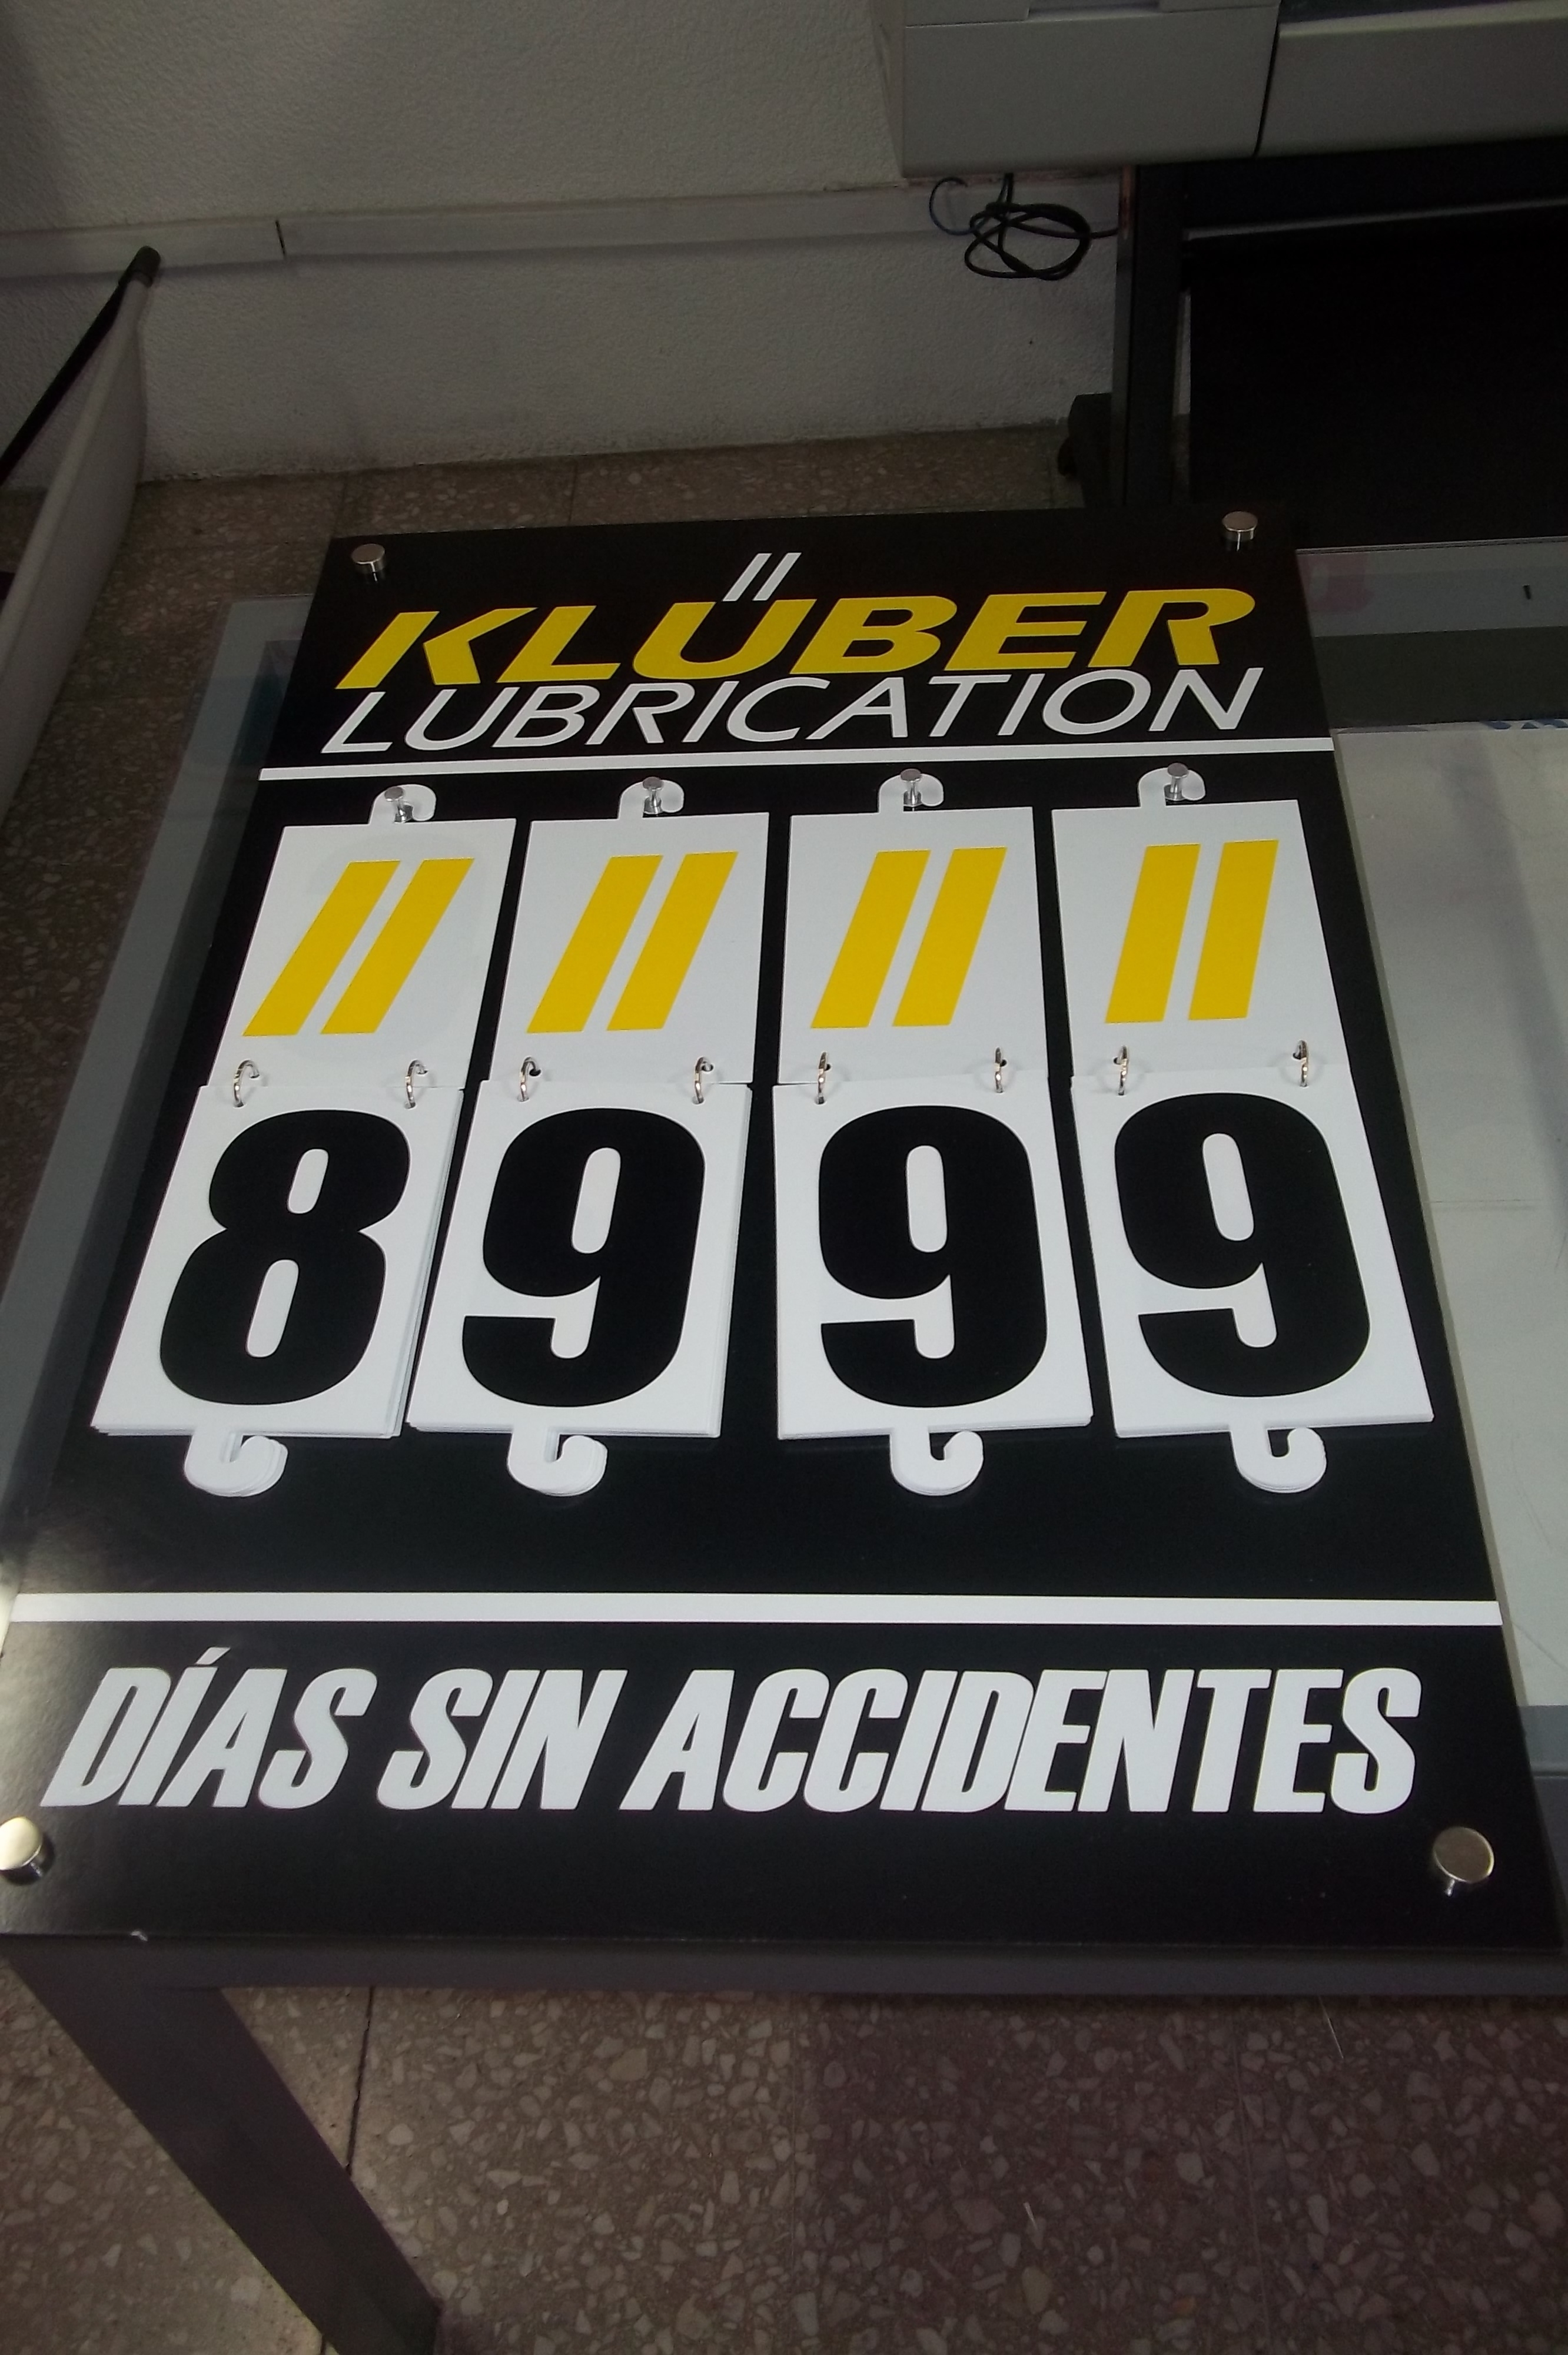 KLÜBER
LUBRICATION
8999
DÍAS SIN ACCIDENTES